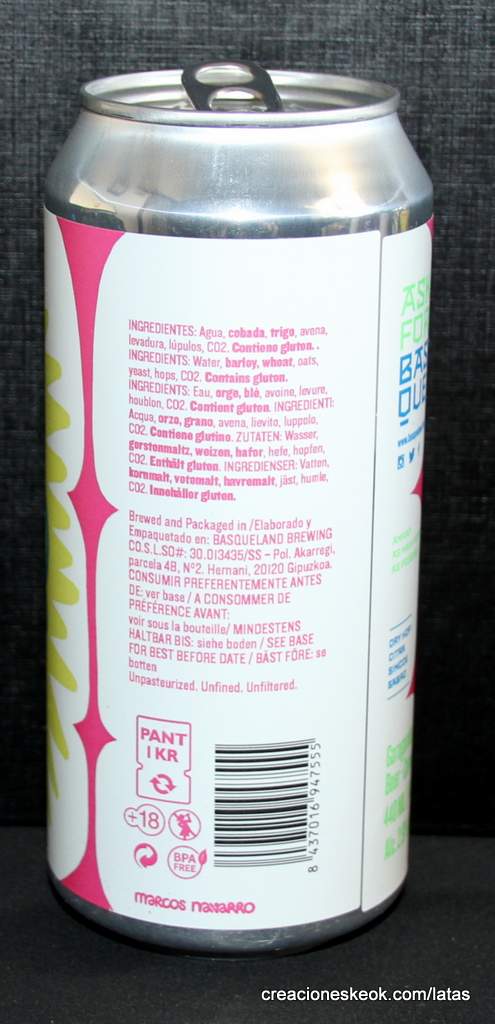 INGREDIENTES: Agua, cebada, trigo, avena,
levadura, lúpulos, CO2. Contiene gluten. .
INGREDIENTS: Water, barley, wheat, oats,
yeast, hops, CO2. Contains gluten.
INGREDIENTS: Eau, orge, blé, avoine, levure,
houblon, CO2. Contient gluten. INGREDIENTI:
Acqua, orzo, grano, avena, lievito, luppolo,
CO2. Contiene glutine. ZUTATEN: Wasser,
gerstenmaltz, weizen, hafer, hefe, hopfen,
CO2. Enthält gluten. INGREDIENSER: Vatten,
kornmalt, vetemalt, havremalt, jäst, humle,
CO2. Innehåller gluten.
Brewed and Packaged in /Elaborado y
Empaquetado en: BASQUELAND BREWING
CO.S.L.SO#: 30.013435/SS – Pol. Akarregi,
parcela 4B, Nº2. Hernani, 20120 Gipuzkoa.
CONSUMIR PREFERENTEMENTE ANTES
DE: ver base / A CONSOMMER DE
PRÉFÉRENCE AVANT:
voir sous la bouteille/ MINDESTENS
HALTBAR BIS: siehe boden / SEE BASE
FOR BEST BEFORE DATE / BÄST FÖRE: se
botten
Unpasteurized. Unfined. Unfiltered.
PANT
1 KR
+18
BPA
FREE
8 437016 947555
marcos navarro
DRY HOP
CITRA
SIMCOE
SABRO
creacioneskeok.com/latas